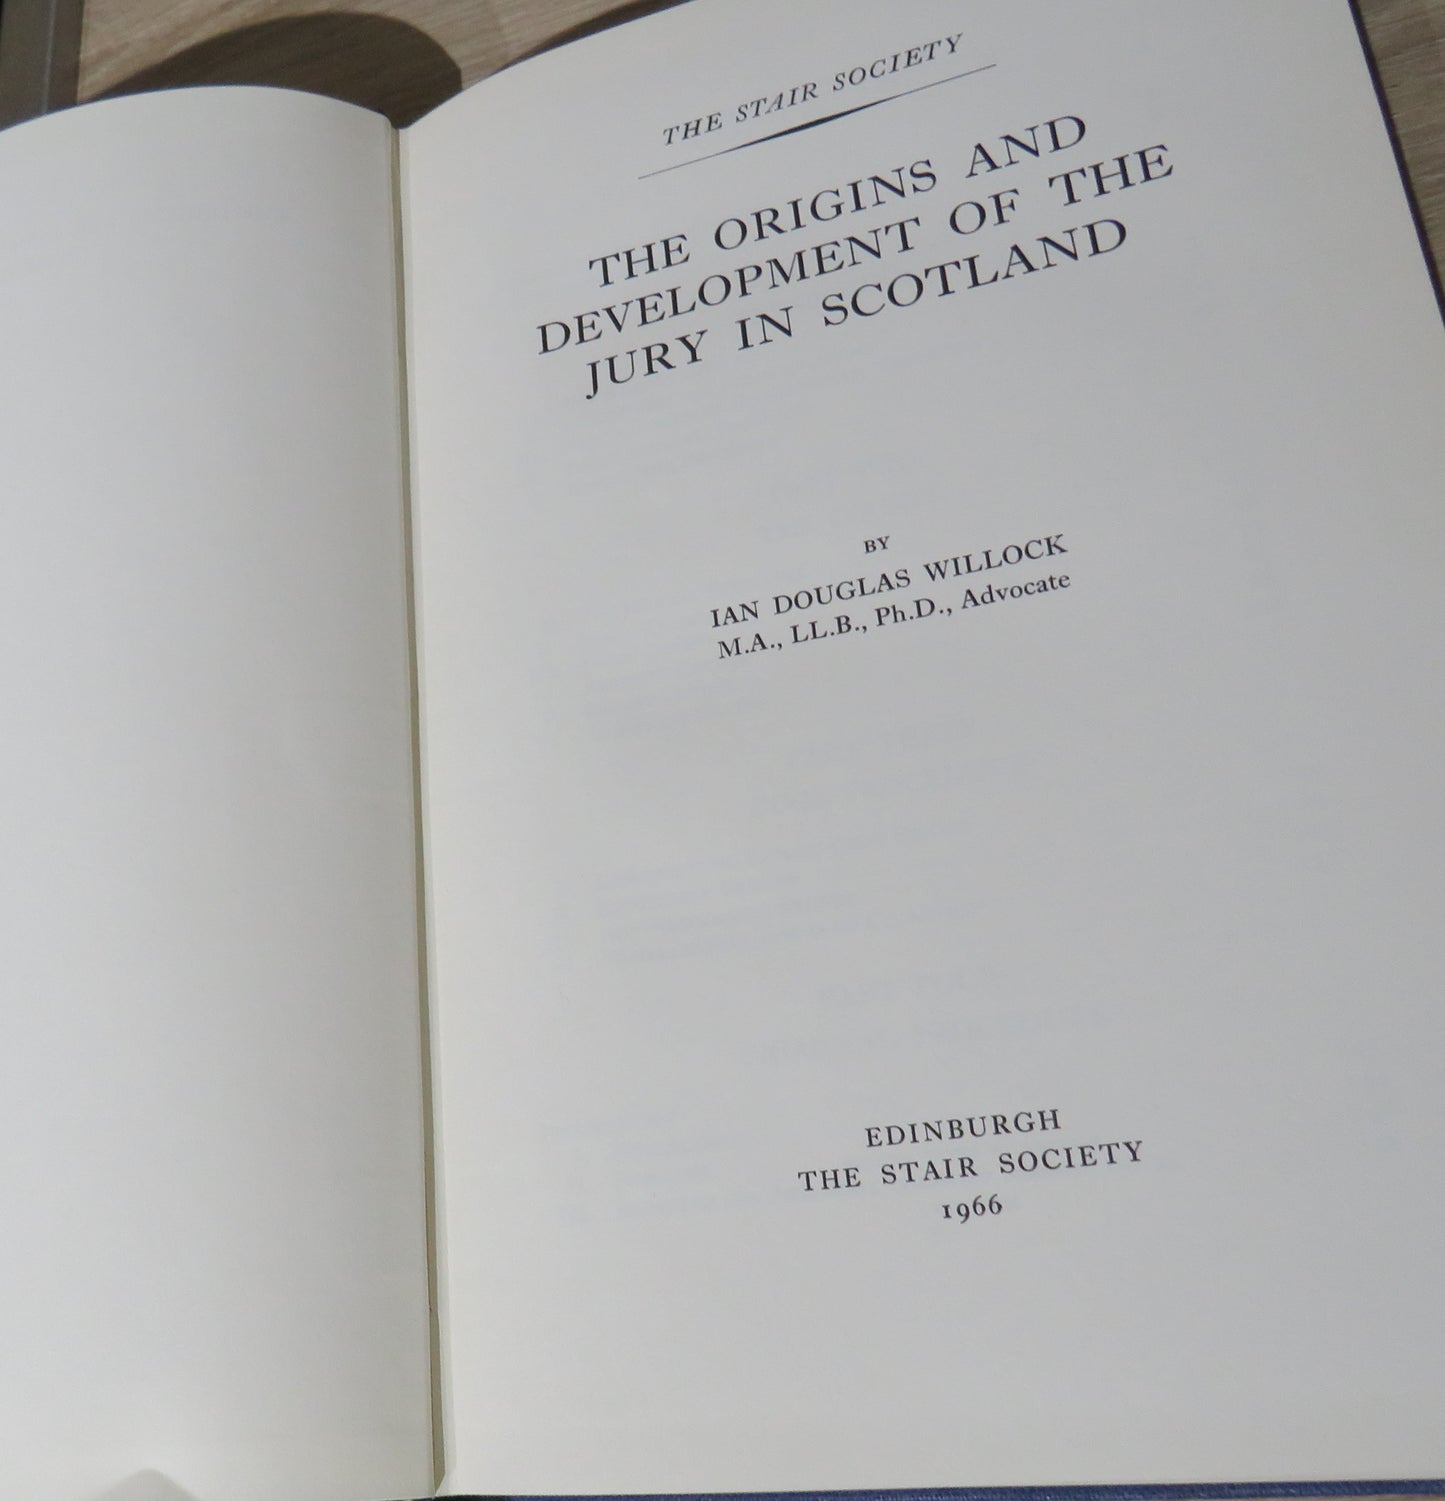 THE STAIR SOCIETY
THE ORIGINS AND
DEVELOPMENT OF THE
JURY IN SCOTLAND
BY
IAN DOUGLAS WILLOCK
M.A., LL.B., Ph.D., Advocate
EDINBURGH
THE STAIR SOCIETY
1966